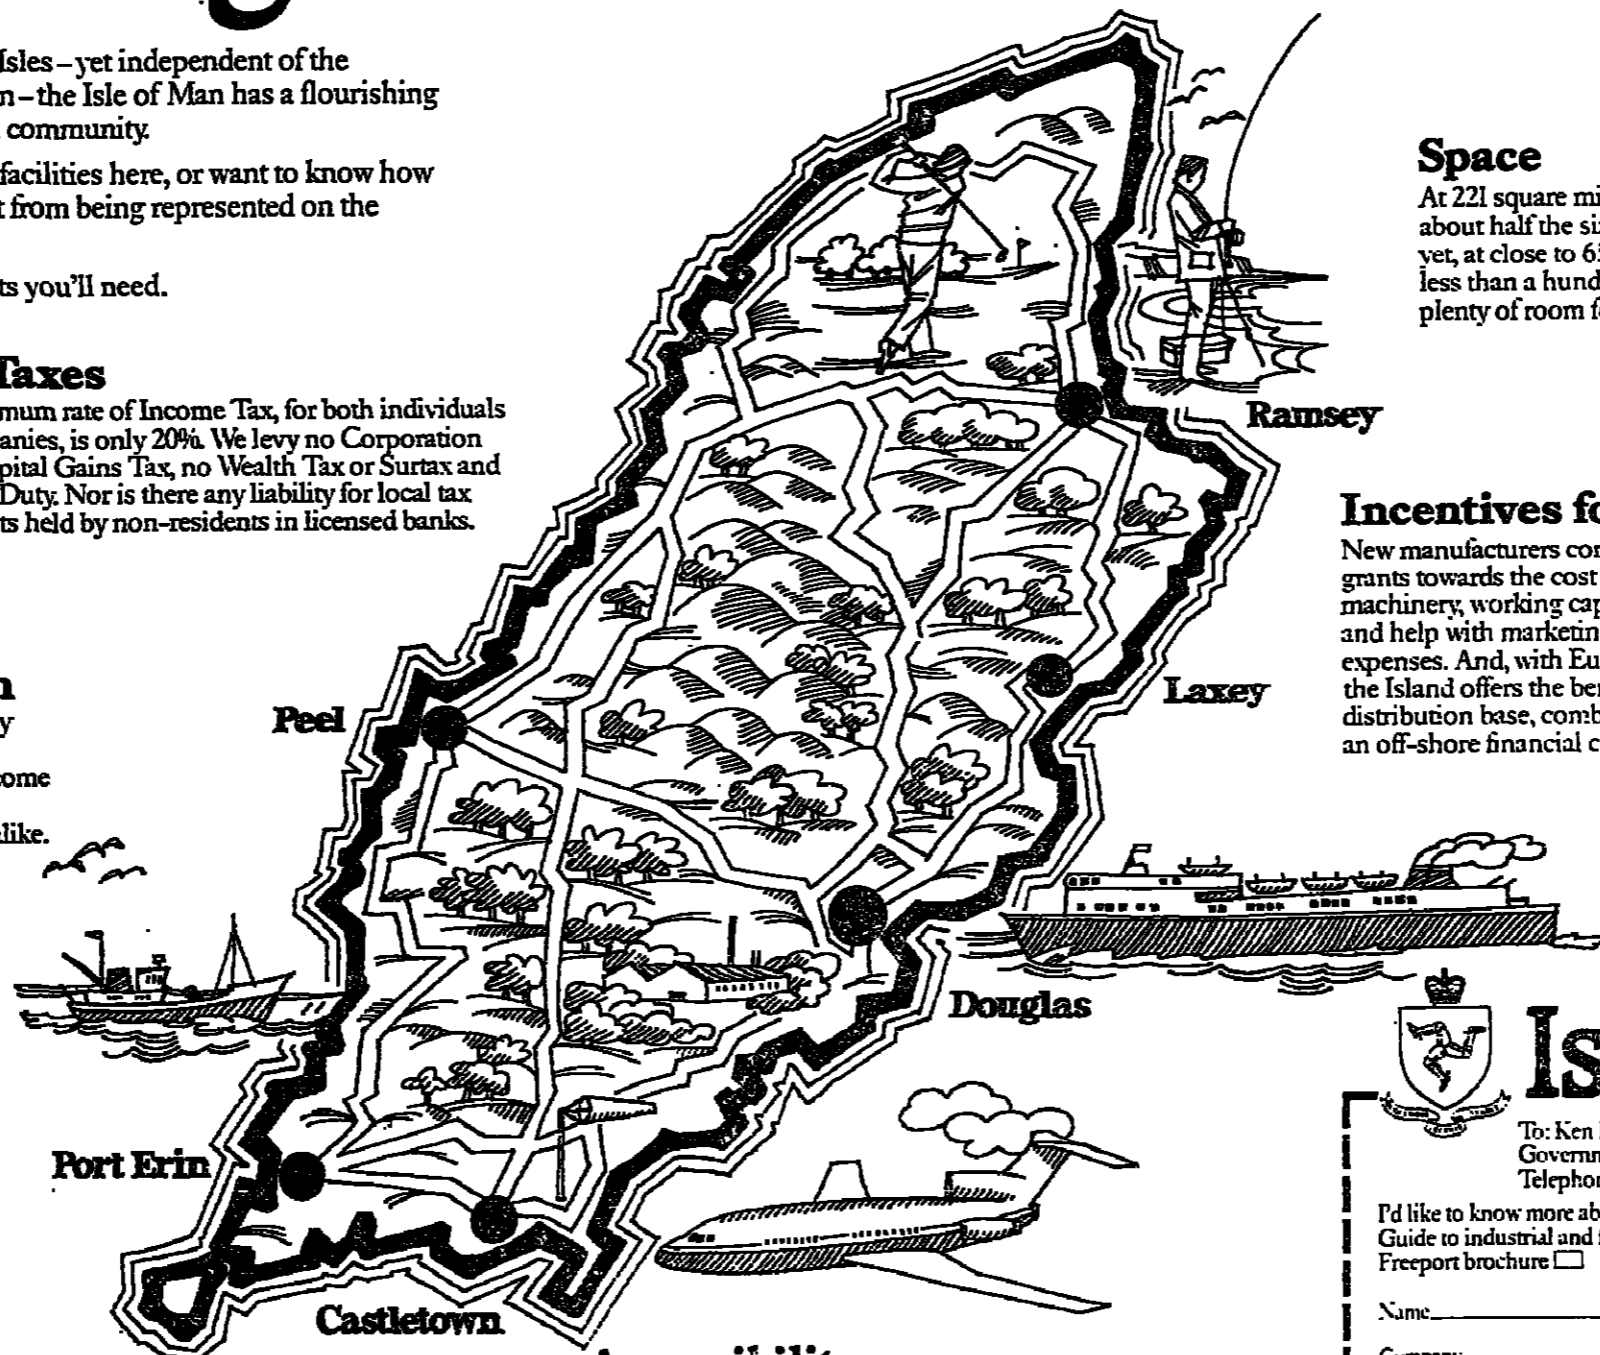 Isles – yet independent of the
n – the Isle of Man has a flourishing
community.
facilities here, or want to know how
t from being represented on the
ts you'll need.
Taxes
mum rate of Income Tax, for both individuals
anies, is only 20%. We levy no Corporation
pital Gains Tax, no Wealth Tax or Surtax and
Duty. Nor is there any liability for local tax
ts held by non-residents in licensed banks.
n
y
ome
like.
Space
At 221 square mi
about half the si
yet, at close to 6
less than a hund
plenty of room f
Ramsey
Incentives fo
New manufacturers con
grants towards the cost
machinery, working cap
and help with marketin
expenses. And, with Eu
the Island offers the ben
distribution base, comb
an off-shore financial c
Laxey
Peel
Douglas
Port Erin
Castletown
Is
To: Ken
Governm
Telephon
I'd like to know more ab
Guide to industrial and f
Freeport brochure
Name
Company